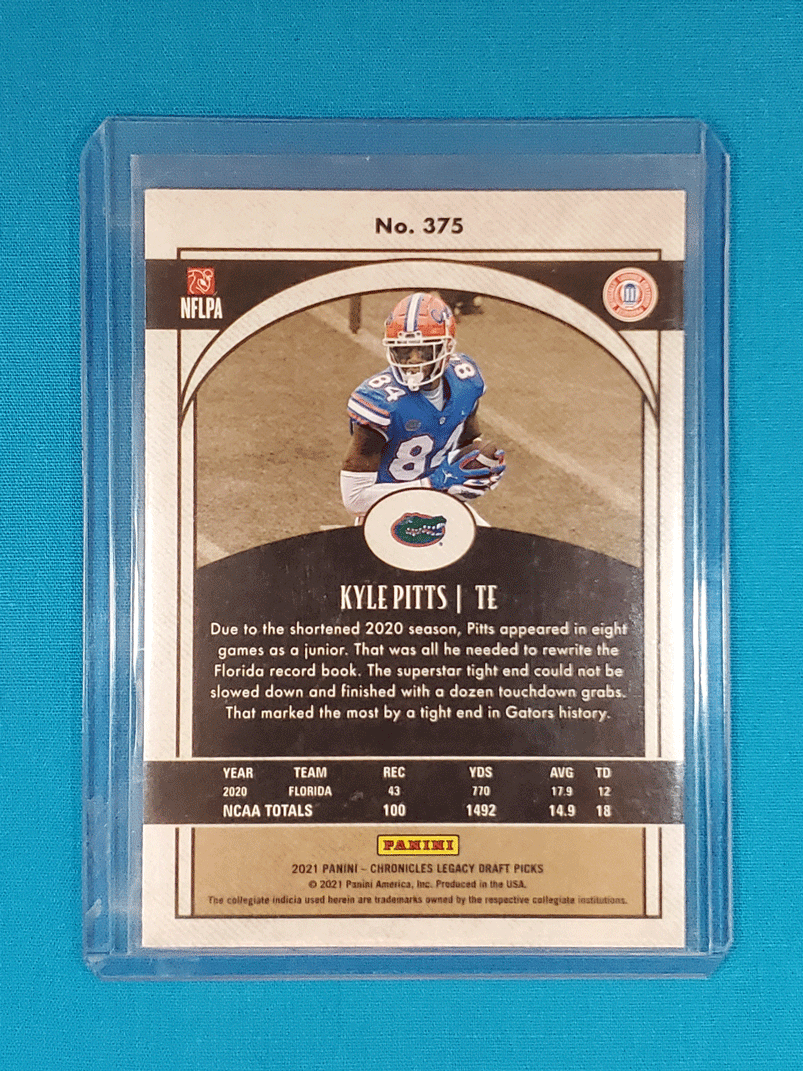 No. 375
NFLPA
84
84
KYLE PITTS | TE
Due to the shortened 2020 season, Pitts appeared in eight
games as a junior. That was all he needed to rewrite the
Florida record book. The superstar tight end could not be
slowed down and finished with a dozen touchdown grabs.
That marked the most by a tight end in Gators history.
YEAR TEAM REC YDS AVG TD
2020 FLORIDA 43 770 17.9 12
NCAA TOTALS 100 1492 14.9 18
PANINI
2021 PANINI – CHRONICLES LEGACY DRAFT PICKS
© 2021 Panini America, Inc. Produced in the USA.
The collegiate indicia used herein are trademarks owned by the respective collegiate institutions.